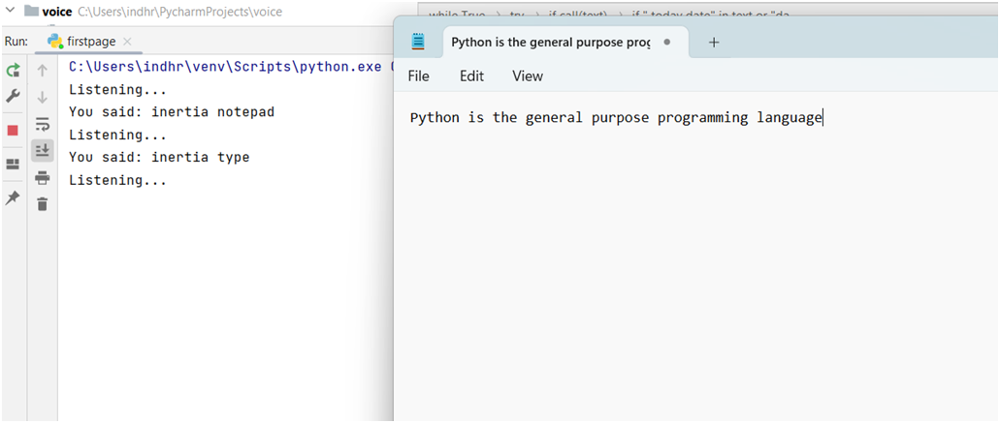 voice C:\Users\indhr\PycharmProjects\voice
while True try if call(text) if " today date" in text or "da
Run: firstpage
C:\Users\indhr\venv\Scripts\python.exe
Listening...
You said: inertia notepad
Listening...
You said: inertia type
Listening...
Python is the general purpose prog
File Edit View
Python is the general purpose programming language